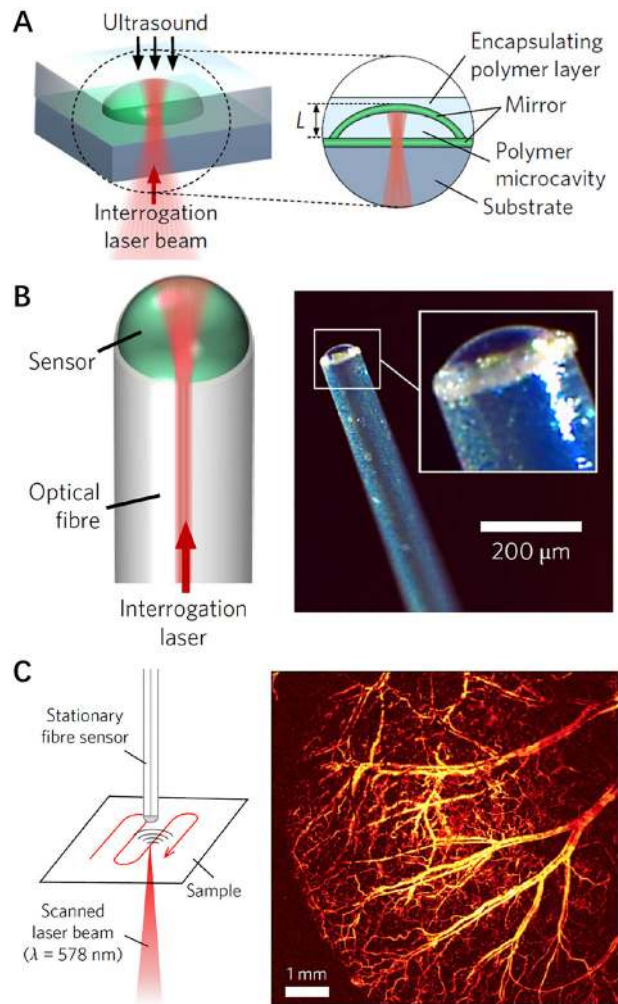 A
Ultrasound
Encapsulating
polymer layer
Mirror
L
Polymer
microcavity
Substrate
Interrogation
laser beam
B
Sensor
Optical
fibre
Interrogation
laser
200 μm
C
Stationary
fibre sensor
Sample
Scanned
laser beam
(λ = 578 nm)
1 mm